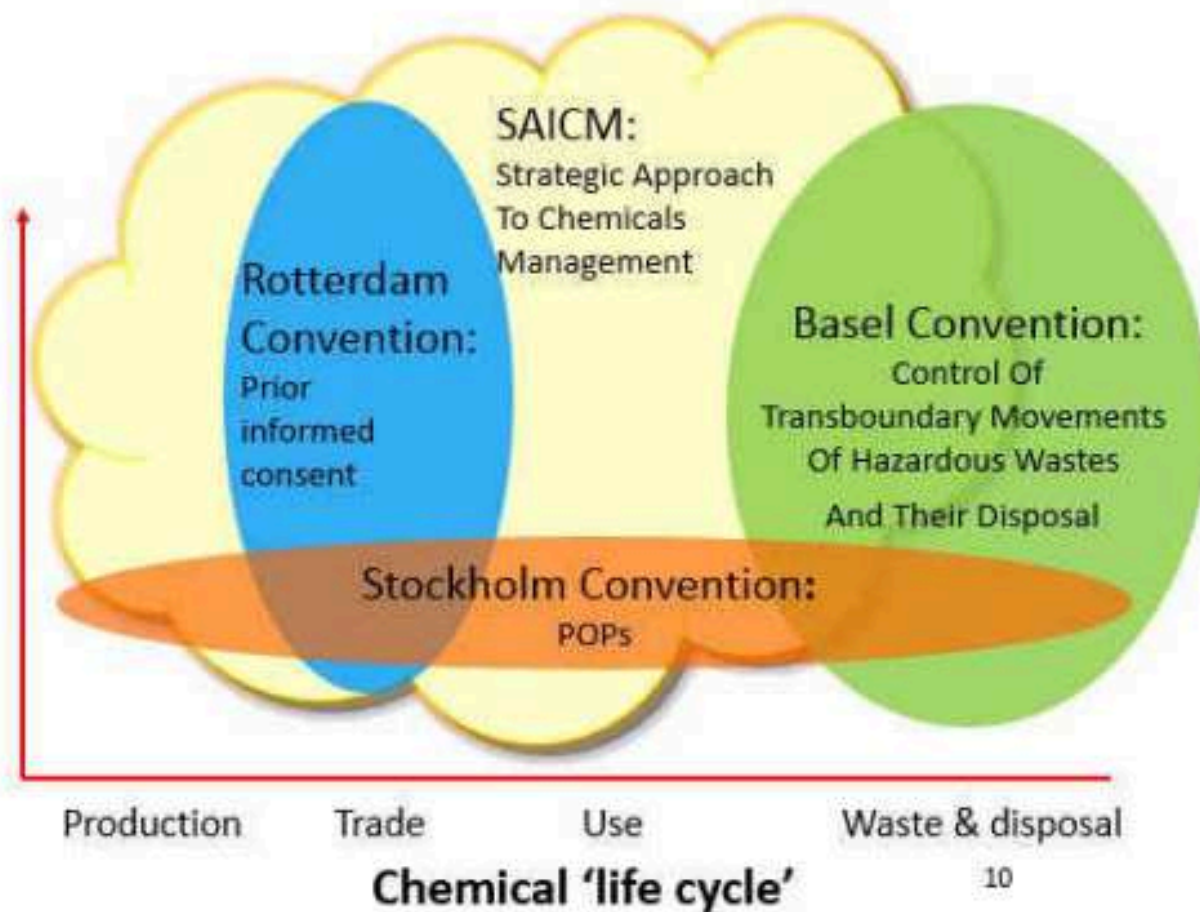 SAICM:
Strategic Approach
To Chemicals
Management
Rotterdam
Convention:
Prior
informed
consent
Basel Convention:
Control Of
Transboundary Movements
Of Hazardous Wastes
And Their Disposal
Stockholm Convention:
POPs
Production Trade Use Waste & disposal
Chemical ‘life cycle’
10